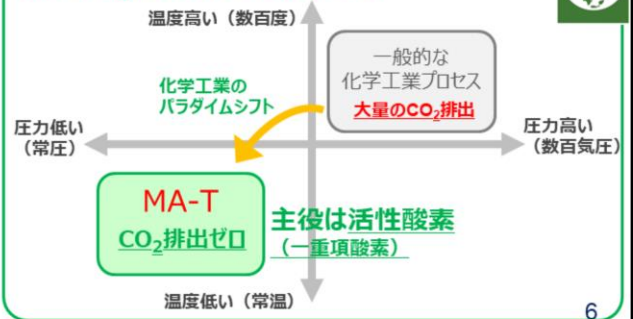 温度高い（数百度）
一般的な
化学工業プロセス
大量のCO₂排出
化学工業の
パラダイムシフト
圧力低い
（常圧）
圧力高い
（数百気圧）
MA-T
CO₂排出ゼロ
主役は活性酸素
（一重項酸素）
温度低い（常温）
6